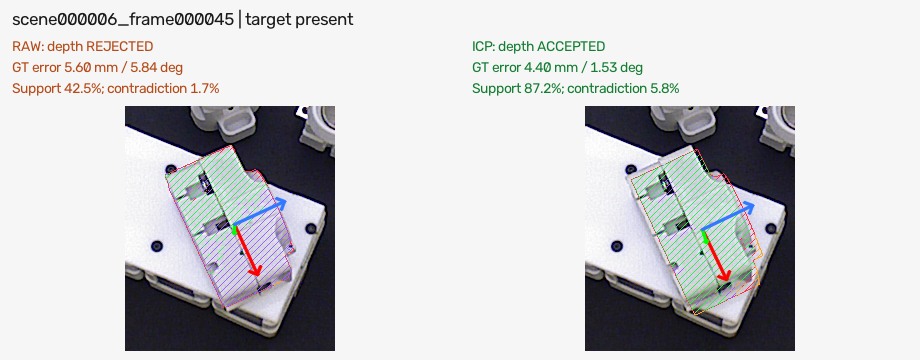 scene000006_frame000045 | target present
RAW: depth REJECTED
GT error 5.60 mm / 5.84 deg
Support 42.5%; contradiction 1.7%
ICP: depth ACCEPTED
GT error 4.40 mm / 1.53 deg
Support 87.2%; contradiction 5.8%